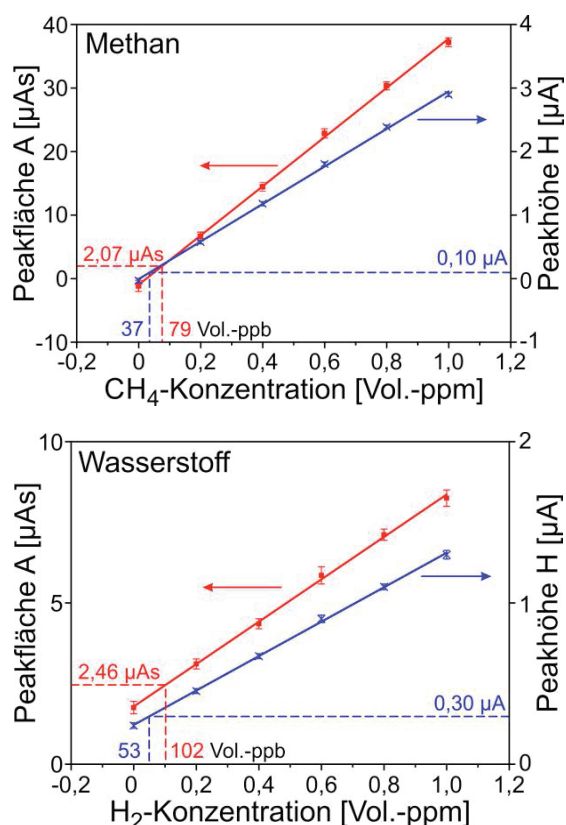 Methan
Peakfläche A [µAs]
40
30
20
10
0
-10
4
3
2
1
0
-1
Peakhöhe H [µA]
2,07 µAs
0,10 µA
37
79 Vol.-ppb
0 0,2 0,4 0,6 0,8 1,0 1,2
CH₄-Konzentration [Vol.-ppm]
Wasserstoff
Peakfläche A [µAs]
10
5
0
2
1
0
Peakhöhe H [µA]
2,46 µAs
0,30 µA
53
102 Vol.-ppb
-0,2 0,0 0,2 0,4 0,6 0,8 1,0 1,2
H₂-Konzentration [Vol.-ppm]